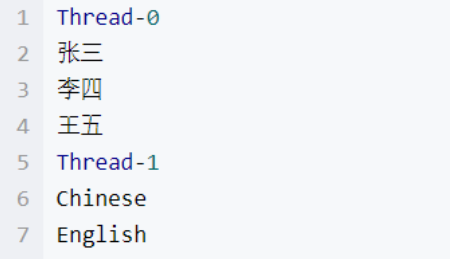 1 Thread-0
2 张三
3 李四
4 王五
5 Thread-1
6 Chinese
7 English